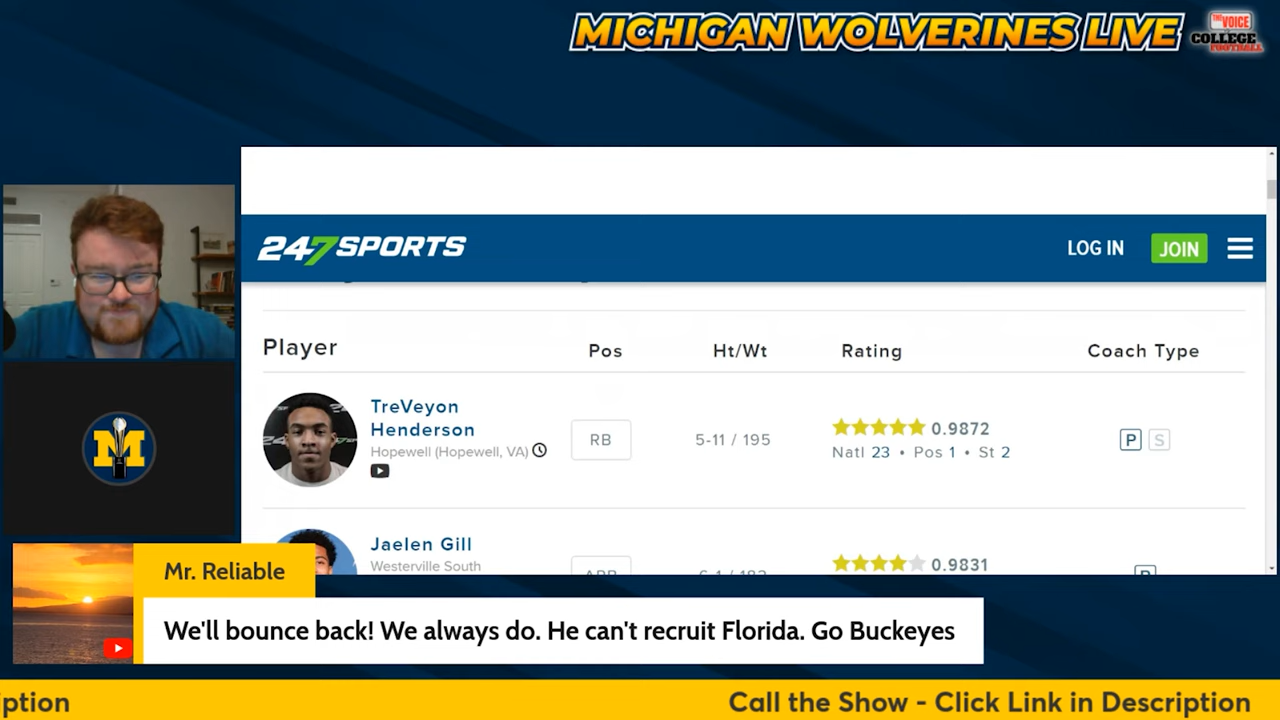 MICHIGAN WOLVERINES LIVE
THE VOICE
COLLEGE
FOOTBALL
247SPORTS
LOG IN
JOIN
Player
Pos
Ht/Wt
Rating
Coach Type
TreVeyon
Henderson
Hopewell (Hopewell, VA)
RB
5-11 / 195
0.9872
Natl 23 • Pos 1 • St 2
P S
Jaelen Gill
Westerville South
0.9831
M
Mr. Reliable
We'll bounce back! We always do. He can't recruit Florida. Go Buckeyes
iption
Call the Show - Click Link in Description